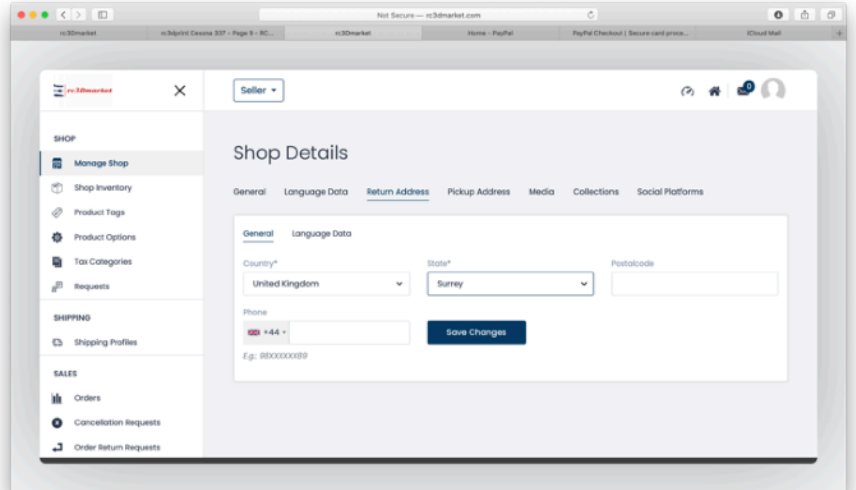 Not Secure — rc3dmarket.com
rc3Dmarket
rc3dprint Cessna 337 - Page 9 - RC...
rc3Dmarket
Home - PayPal
PayPal Checkout | Secure card proce...
iCloud Mail
rc3dmarket
Seller
0
SHOP
Manage Shop
Shop Inventory
Product Tags
Product Options
Tax Categories
Requests
SHIPPING
Shipping Profiles
SALES
Orders
Cancellation Requests
Order Return Requests
Shop Details
General Language Data Return Address Pickup Address Media Collections Social Platforms
General Language Data
Country* State* Postalcode
United Kingdom Surrey
Phone
+44 Save Changes
E.g.: 98XXXXXX89